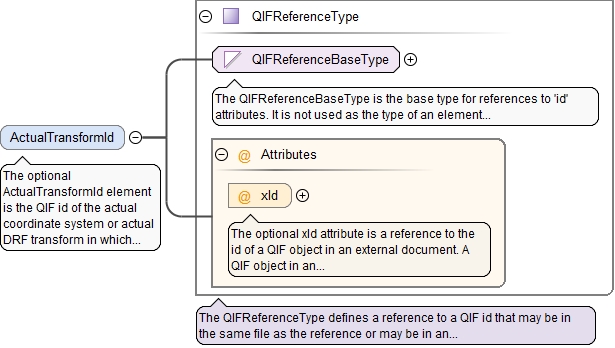 QIFReferenceType
QIFReferenceBaseType
The QIFReferenceBaseType is the base type for references to 'id'
attributes. It is not used as the type of an element...
ActualTransformId
The optional
ActualTransformId element
is the QIF id of the actual
coordinate system or actual
DRF transform in which...
@ Attributes
@ xId
The optional xId attribute is a reference to the
id of a QIF object in an external document. A
QIF object in an...
The QIFReferenceType defines a reference to a QIF id that may be in
the same file as the reference or may be in an...